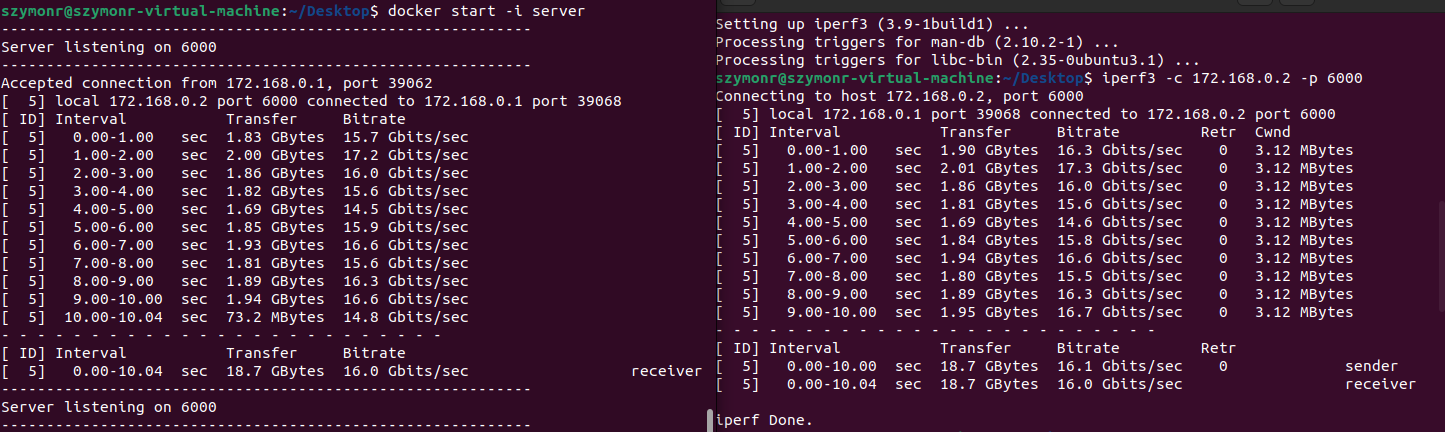 szymonr@szymonr-virtual-machine:~/Desktop$ docker start -i server
-----------------------------------------------------------
Server listening on 6000
-----------------------------------------------------------
Accepted connection from 172.168.0.1, port 39062
[  5] local 172.168.0.2 port 6000 connected to 172.168.0.1 port 39068
[ ID] Interval           Transfer     Bitrate
[  5]   0.00-1.00   sec  1.83 GBytes  15.7 Gbits/sec
[  5]   1.00-2.00   sec  2.00 GBytes  17.2 Gbits/sec
[  5]   2.00-3.00   sec  1.86 GBytes  16.0 Gbits/sec
[  5]   3.00-4.00   sec  1.82 GBytes  15.6 Gbits/sec
[  5]   4.00-5.00   sec  1.69 GBytes  14.5 Gbits/sec
[  5]   5.00-6.00   sec  1.85 GBytes  15.9 Gbits/sec
[  5]   6.00-7.00   sec  1.93 GBytes  16.6 Gbits/sec
[  5]   7.00-8.00   sec  1.81 GBytes  15.6 Gbits/sec
[  5]   8.00-9.00   sec  1.89 GBytes  16.3 Gbits/sec
[  5]   9.00-10.00  sec  1.94 GBytes  16.6 Gbits/sec
[  5]  10.00-10.04  sec  73.2 MBytes  14.8 Gbits/sec
- - - - - - - - - - - - - - - - - - - - - - - - -
[ ID] Interval           Transfer     Bitrate
[  5]   0.00-10.04  sec  18.7 GBytes  16.0 Gbits/sec                  receiver
-----------------------------------------------------------
Server listening on 6000
-----------------------------------------------------------
Setting up iperf3 (3.9-1build1) ...
Processing triggers for man-db (2.10.2-1) ...
Processing triggers for libc-bin (2.35-0ubuntu3.1) ...
szymonr@szymonr-virtual-machine:~/Desktop$ iperf3 -c 172.168.0.2 -p 6000
Connecting to host 172.168.0.2, port 6000
[  5] local 172.168.0.1 port 39068 connected to 172.168.0.2 port 6000
[ ID] Interval           Transfer     Bitrate         Retr  Cwnd
[  5]   0.00-1.00   sec  1.90 GBytes  16.3 Gbits/sec    0   3.12 MBytes
[  5]   1.00-2.00   sec  2.01 GBytes  17.3 Gbits/sec    0   3.12 MBytes
[  5]   2.00-3.00   sec  1.86 GBytes  16.0 Gbits/sec    0   3.12 MBytes
[  5]   3.00-4.00   sec  1.81 GBytes  15.6 Gbits/sec    0   3.12 MBytes
[  5]   4.00-5.00   sec  1.69 GBytes  14.6 Gbits/sec    0   3.12 MBytes
[  5]   5.00-6.00   sec  1.84 GBytes  15.8 Gbits/sec    0   3.12 MBytes
[  5]   6.00-7.00   sec  1.94 GBytes  16.6 Gbits/sec    0   3.12 MBytes
[  5]   7.00-8.00   sec  1.80 GBytes  15.5 Gbits/sec    0   3.12 MBytes
[  5]   8.00-9.00   sec  1.89 GBytes  16.3 Gbits/sec    0   3.12 MBytes
[  5]   9.00-10.00  sec  1.95 GBytes  16.7 Gbits/sec    0   3.12 MBytes
- - - - - - - - - - - - - - - - - - - - - - - - -
[ ID] Interval           Transfer     Bitrate         Retr
[  5]   0.00-10.00  sec  18.7 GBytes  16.1 Gbits/sec    0             sender
[  5]   0.00-10.04  sec  18.7 GBytes  16.0 Gbits/sec                  receiver
iperf Done.